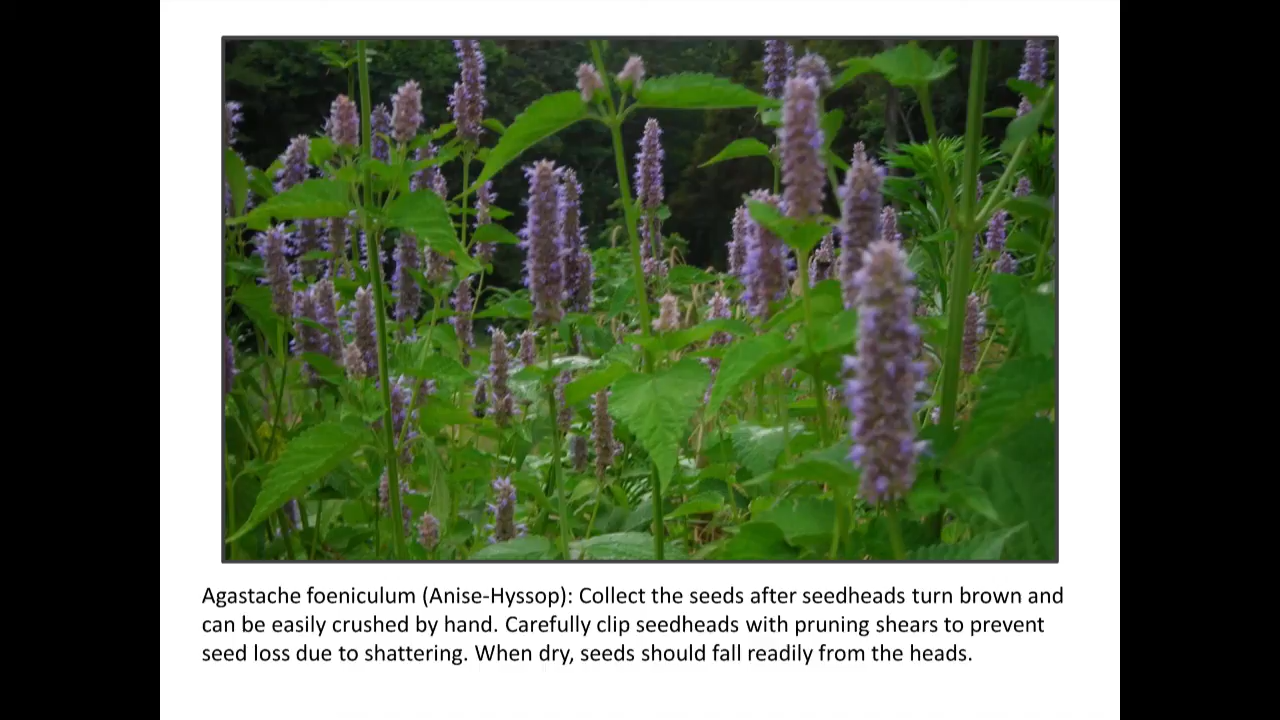 Agastache foeniculum (Anise-Hyssop): Collect the seeds after seedheads turn brown and
can be easily crushed by hand. Carefully clip seedheads with pruning shears to prevent
seed loss due to shattering. When dry, seeds should fall readily from the heads.